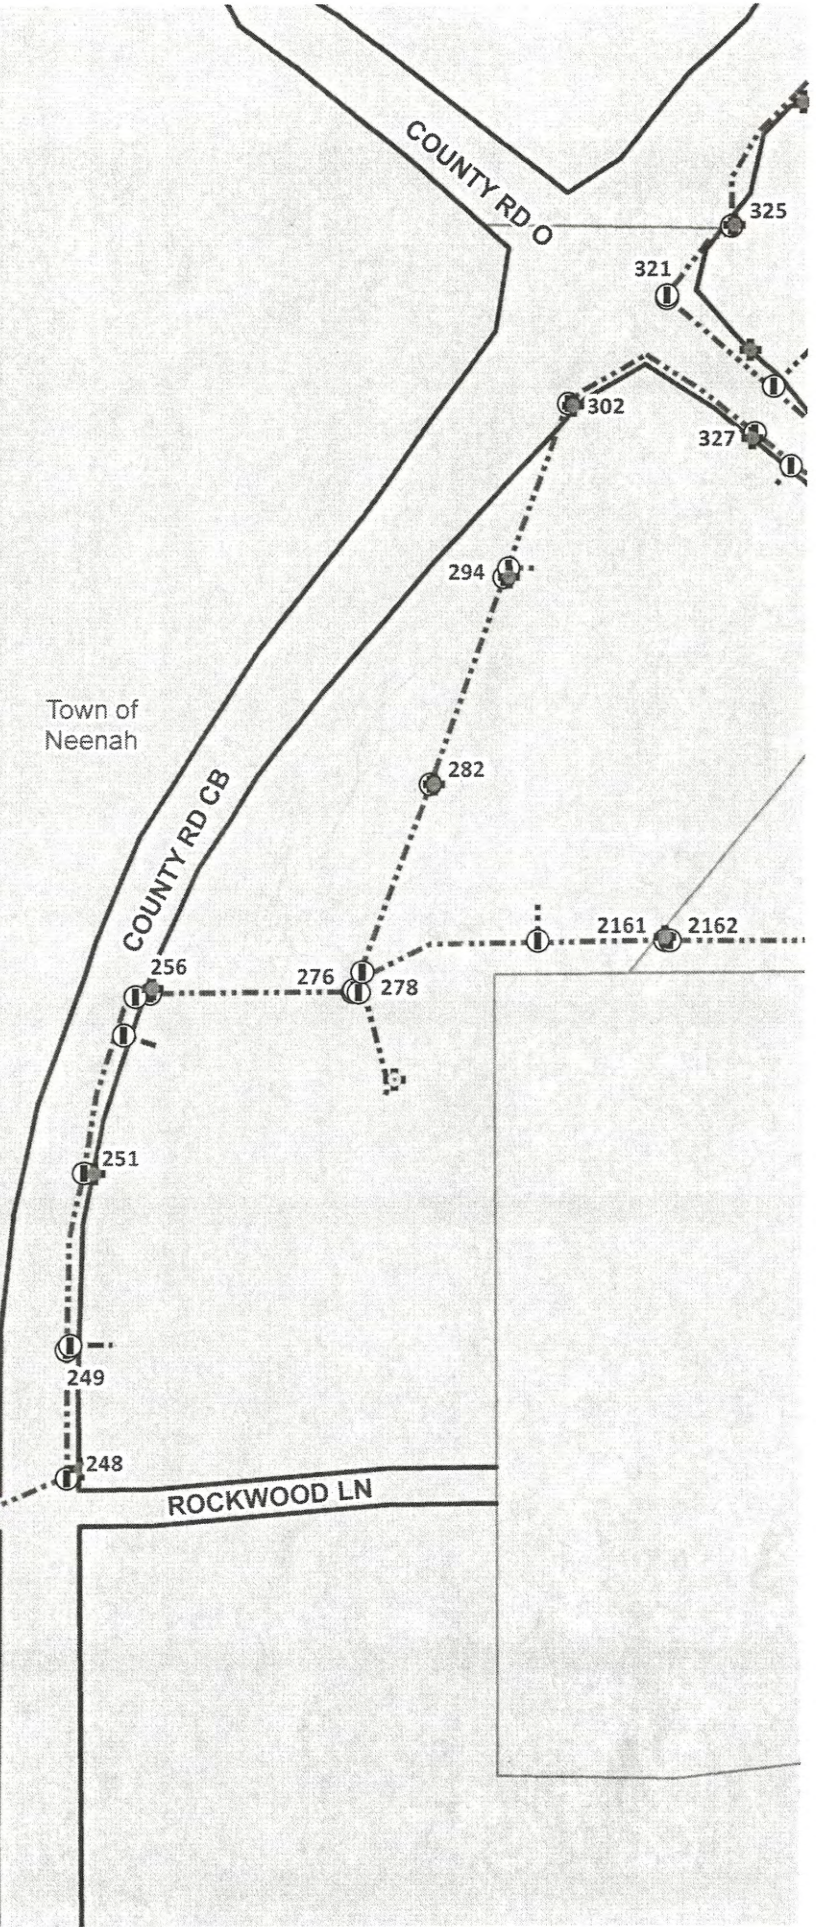 COUNTY RD O
325
321
302
327
294
Town of
Neenah
282
COUNTY RD CB
2161
2162
256
276
278
251
249
248
ROCKWOOD LN